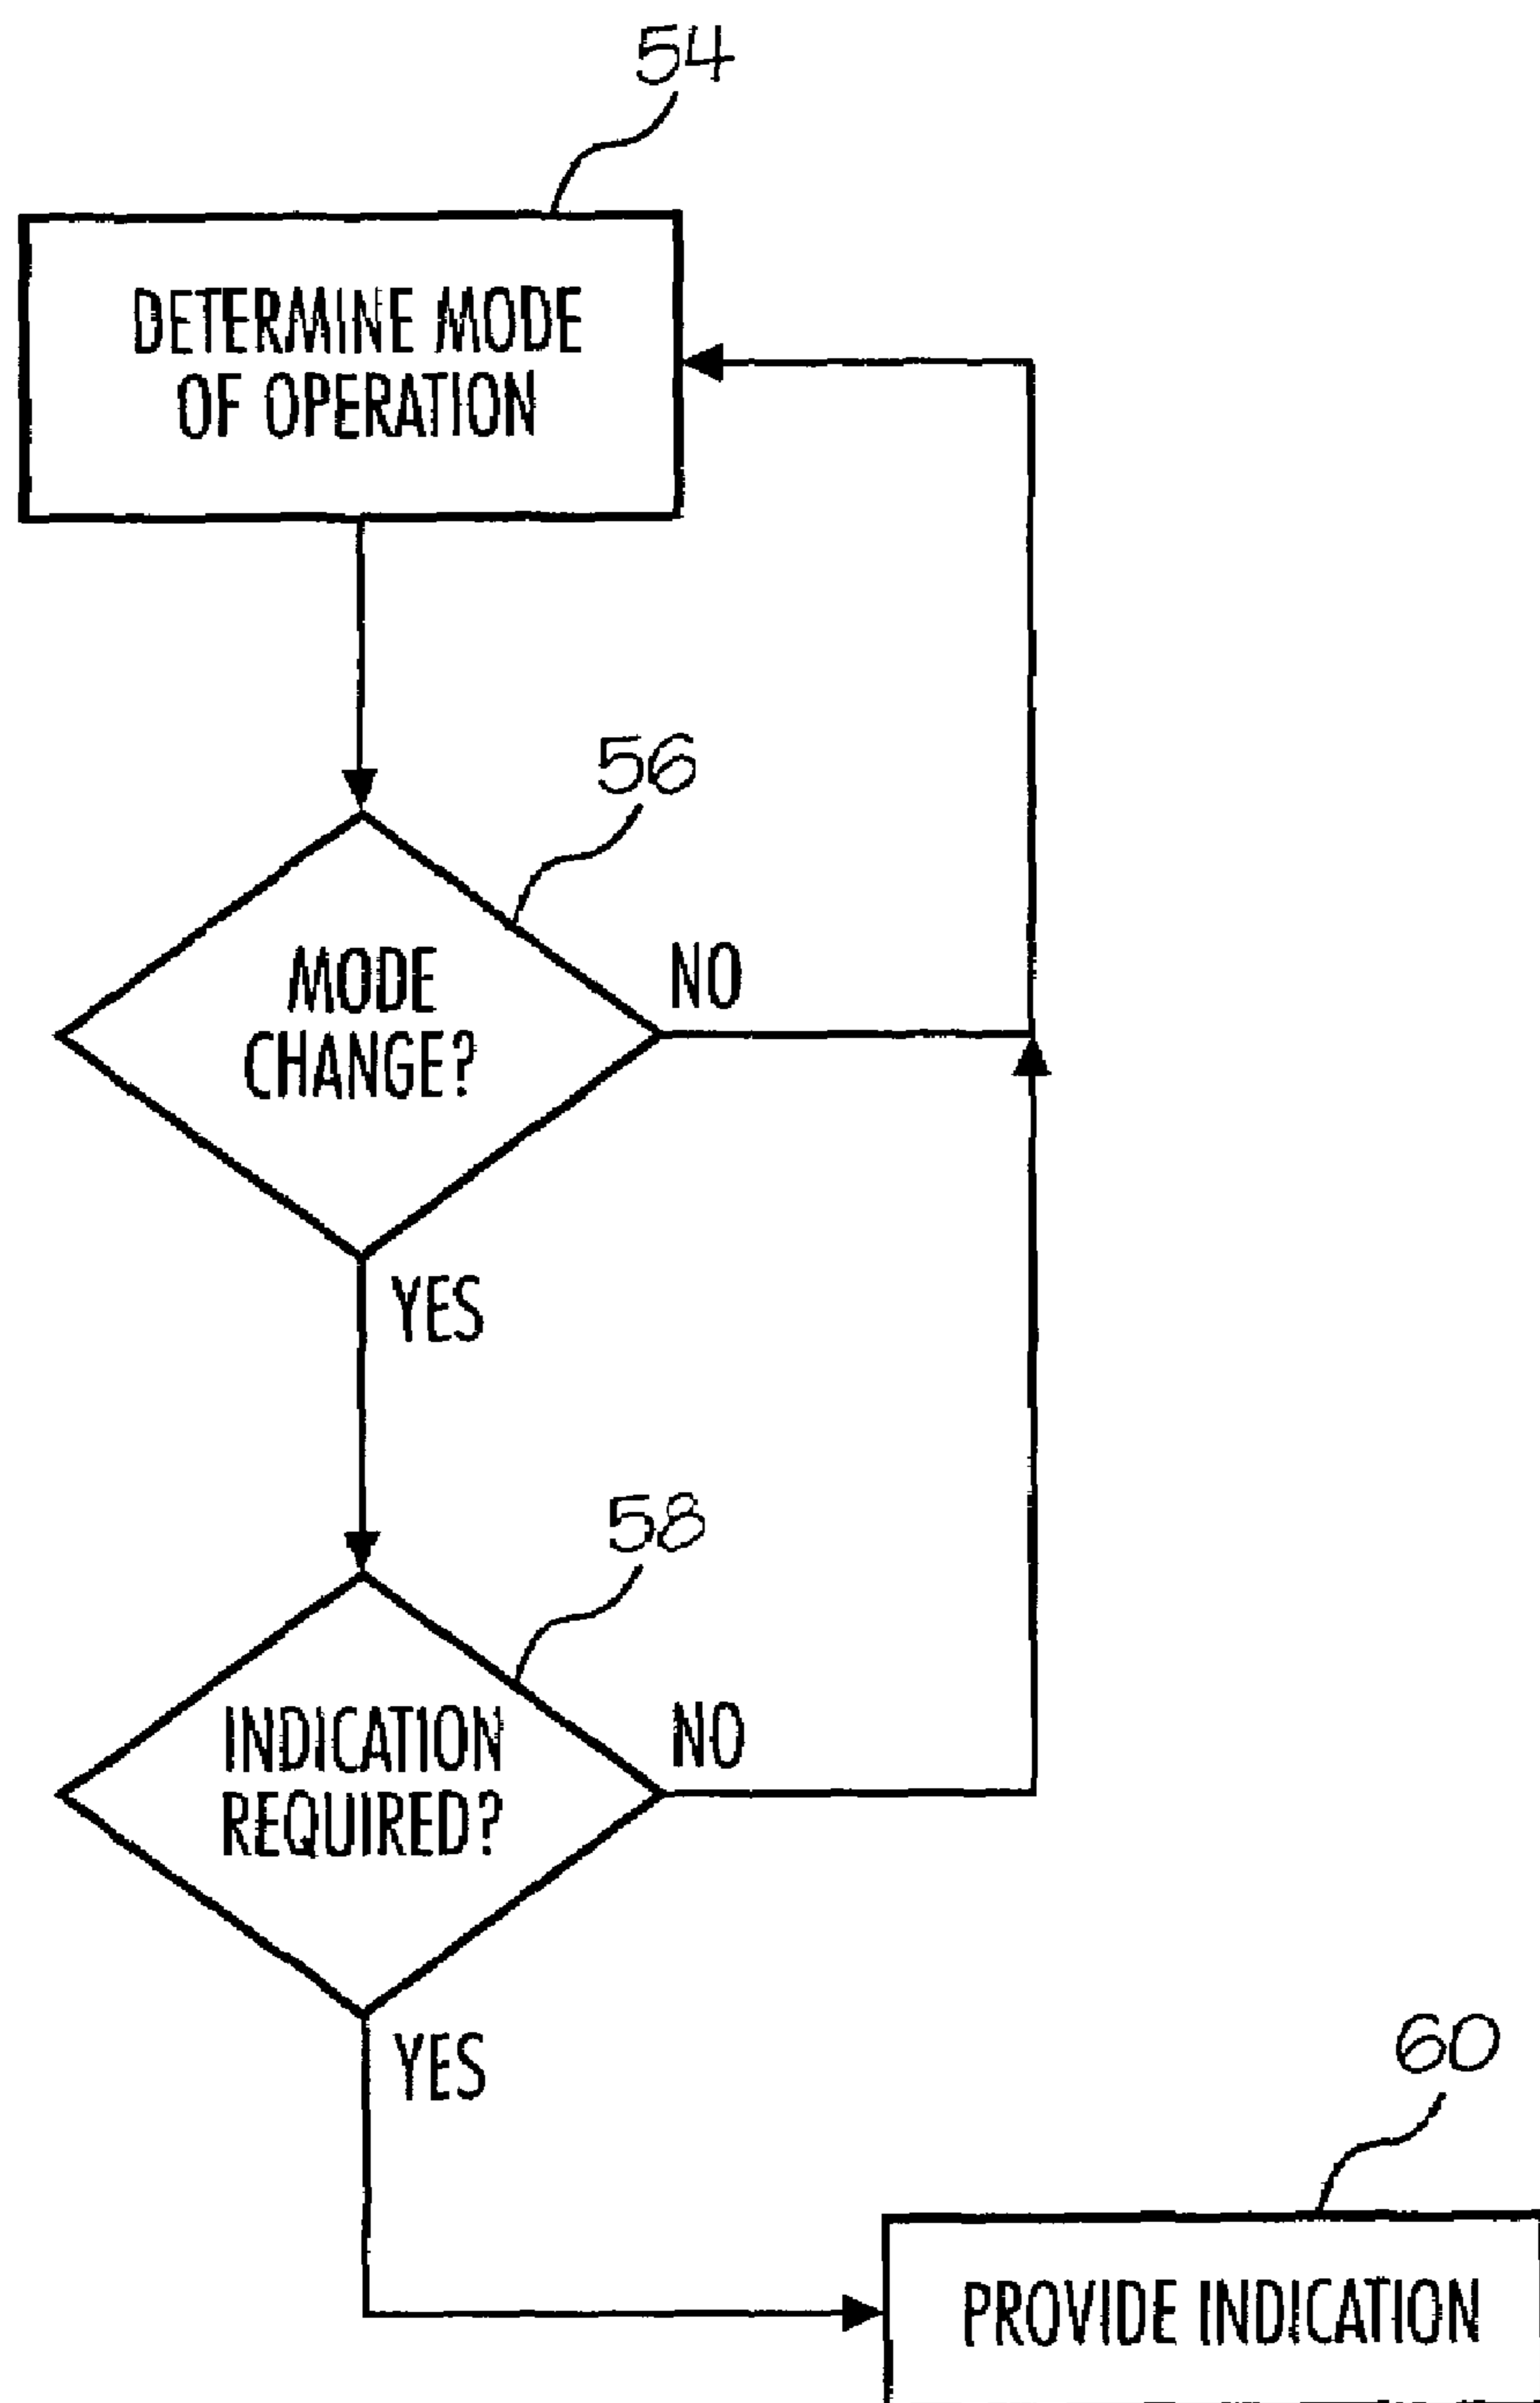 54
DETERMINE MODE
OF OPERATION
56
MODE
CHANGE?
NO
YES
58
INDICATION
REQUIRED?
NO
YES
60
PROVIDE INDICATION